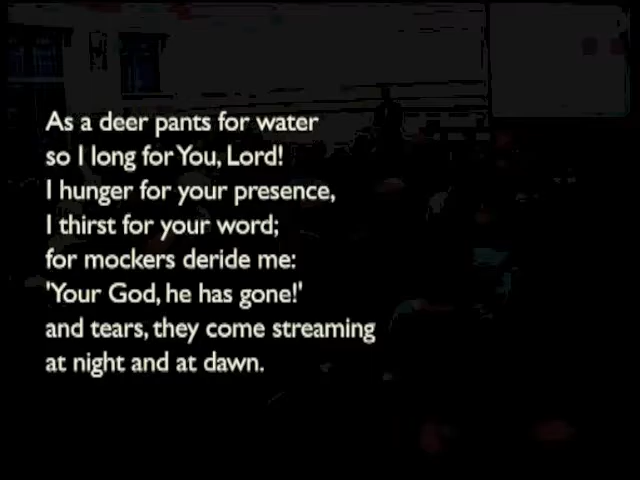 As a deer pants for water
so I long for You, Lord!
I hunger for your presence,
I thirst for your word;
for mockers deride me:
'Your God, he has gone!'
and tears, they come streaming
at night and at dawn.